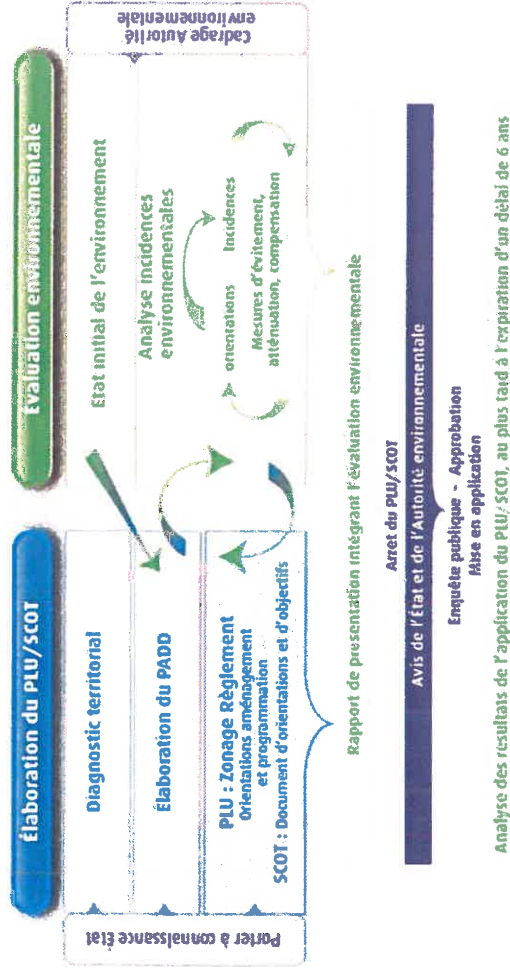 Élaboration du PLU/SCOT
Évaluation environnementale
Porter à connaissance État
Diagnostic territorial
Élaboration du PADD
PLU : Zonage Règlement
Orientations aménagement
et programmation
SCOT : Document d'orientations et d'objectifs
Etat initial de l'environnement
Analyse incidences
environnementales
orientations Incidences
Mesures d'évitement,
atténuation, compensation
Cadrage Autorité
environnementale
Rapport de présentation intégrant l'évaluation environnementale
Arret du PLU/SCOT
Avis de l'État et de l'Autorité environnementale
Enquête publique - Approbation
Mise en application
Analyse des résultats de l'application du PLU/SCOT, au plus tard à l'expiration d'un délai de 6 ans